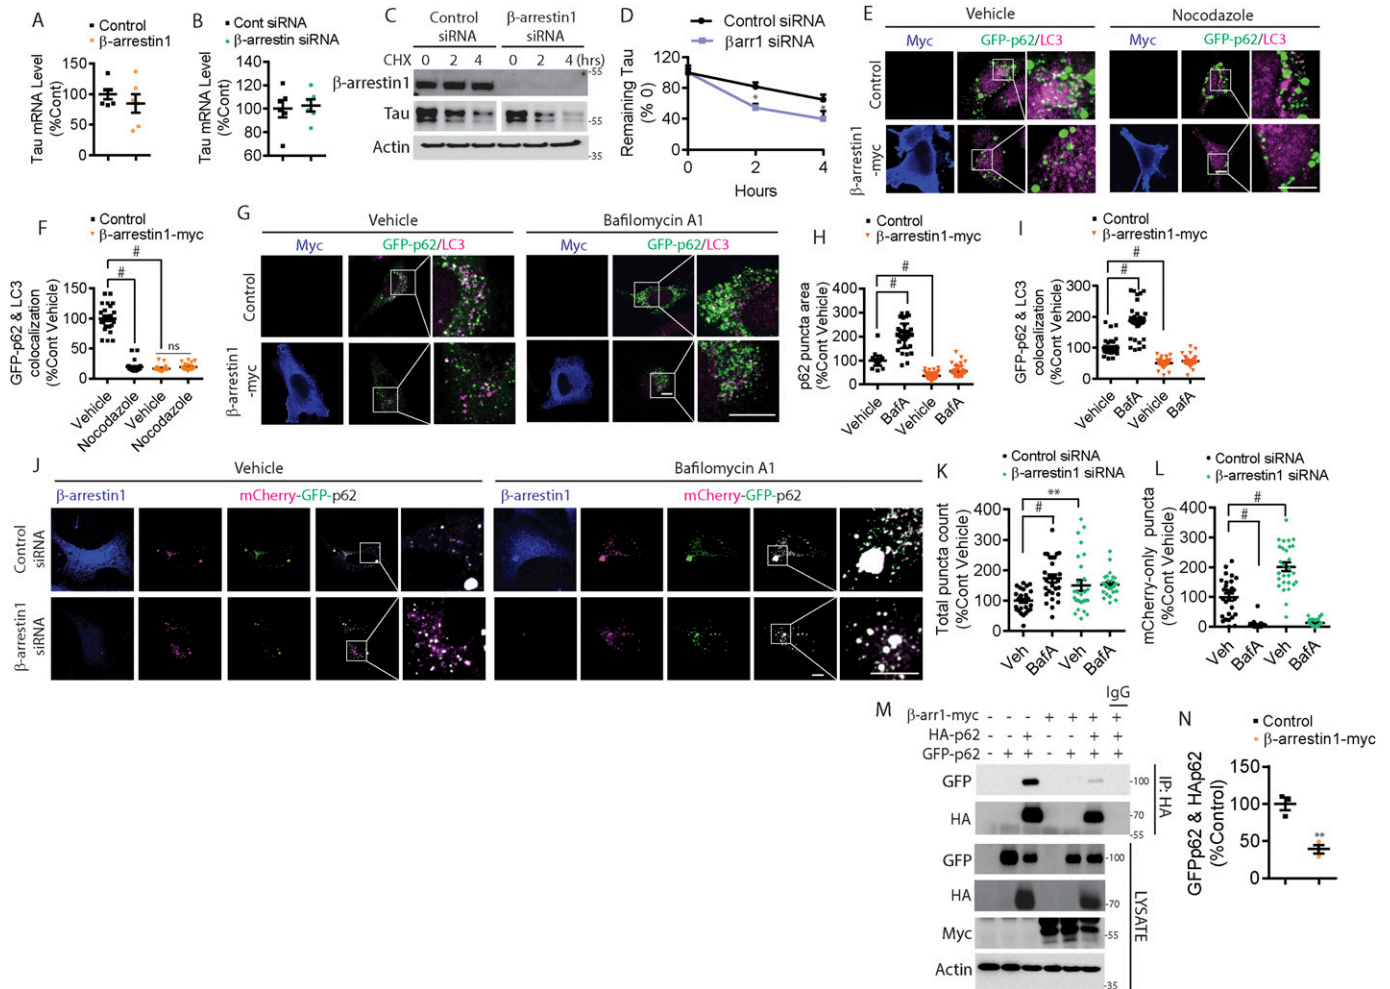 A
Control
β-arrestin1
Tau mRNA Level
(%Cont)
150
100
50
0
B
Cont siRNA
β-arrestin siRNA
Tau mRNA Level
(%Cont)
140
120
100
80
60
C
Control
siRNA
β-arrestin1
siRNA
CHX 0 2 4 0 2 4 (hrs)
β-arrestin1
-55
Tau
-55
Actin
-35
D
Control siRNA
βarr1 siRNA
Remaining Tau
(% 0)
120
80
40
0
*
*
0 2 4
Hours
E
Vehicle
Nocodazole
Myc GFP-p62/LC3 Myc GFP-p62/LC3
Control
β-arrestin1
-myc
F
Control
β-arrestin1-myc
GFP-p62 & LC3
colocalization
(%Cont Vehicle)
150
100
50
0
#
#
ns
Vehicle
Nocodazole
Vehicle
Nocodazole
G
Vehicle
Bafilomycin A1
Myc GFP-p62/LC3 Myc GFP-p62/LC3
Control
β-arrestin1
-myc
H
Control
β-arrestin1-myc
p62 puncta area
(%Cont Vehicle)
400
300
200
100
0
#
#
Vehicle
BafA
Vehicle
BafA
I
Control
β-arrestin1-myc
GFP-p62 & LC3
colocalization
(%Cont Vehicle)
300
200
100
0
#
#
Vehicle
BafA
Vehicle
BafA
J
Vehicle
Bafilomycin A1
β-arrestin1 mCherry-GFP-p62 β-arrestin1 mCherry-GFP-p62
Control
siRNA
β-arrestin1
siRNA
K
Control siRNA
β-arrestin1 siRNA
Total puncta count
(%Cont Vehicle)
400
300
200
100
0
**
#
Veh
BafA
Veh
BafA
L
Control siRNA
β-arrestin1 siRNA
mCherry-only puncta
(%Cont Vehicle)
400
300
200
100
0
#
#
Veh
BafA
Veh
BafA
M
IgG
β-arr1-myc - - - + + + +
HA-p62 - - + - - + +
GFP-p62 - + + - + + +
GFP
-100
HA
-70
-55
IP: HA
GFP
-100
HA
-70
Myc
-55
Actin
-35
LYSATE
N
Control
β-arrestin1-myc
GFPp62 & HAp62
(%Control)
150
100
50
0
**